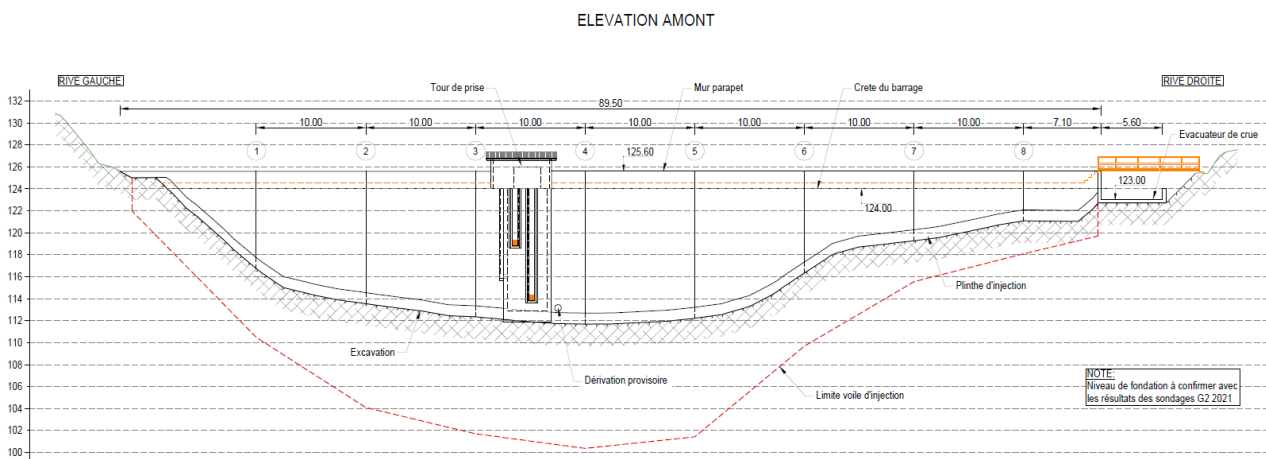 ELEVATION AMONT
RIVE GAUCHE
Tour de prise
Mur parapet
Crete du barrage
RIVE DROITE
132
89.50
130
10.00
10.00
10.00
10.00
10.00
10.00
10.00
7.10
5.60
Evacuateur de crue
128
1
2
3
4
125.60
5
6
7
8
126
124
123.00
124.00
122
120
118
Plinthe d'injection
116
114
112
110
Excavation
108
Dérivation provisoire
Limite voile d'injection
NOTE:
Niveau de fondation à confirmer avec
les résultats des sondages G2 2021
106
104
102
100